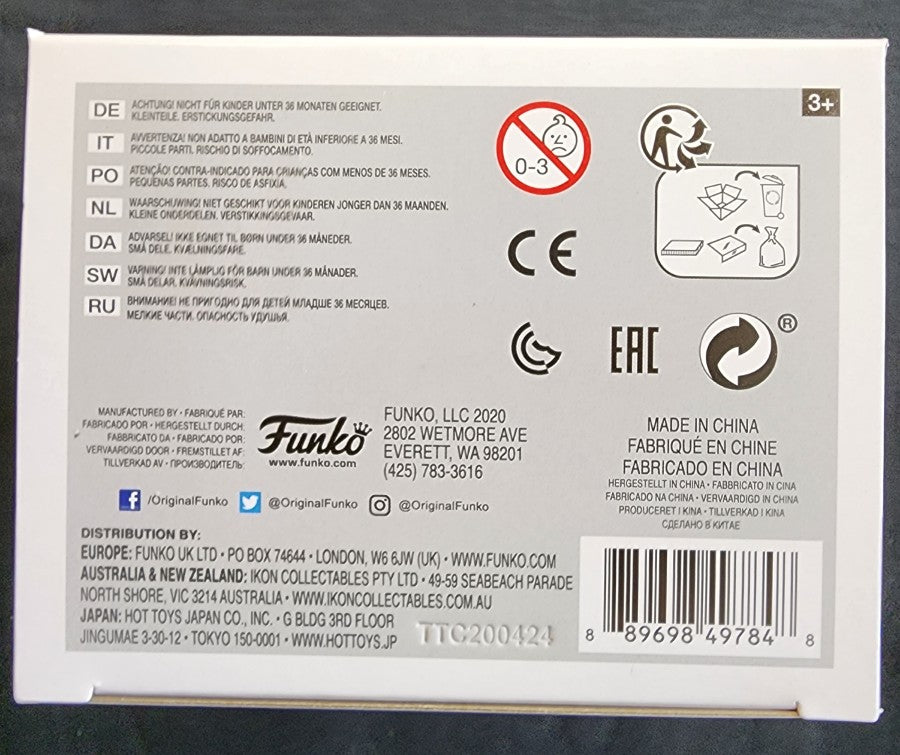 3+
DE ACHTUNG! NICHT FÜR KINDER UNTER 36 MONATEN GEEIGNET.
KLEINTEILE. ERSTICKUNGSGEFAHR.
IT AVVERTENZA! NON ADATTO A BAMBINI DI ETÀ INFERIORE A 36 MESI.
PICCOLE PARTI. RISCHIO DI SOFFOCAMENTO.
PO ATENÇÃO! CONTRA-INDICADO PARA CRIANÇAS COM MENOS DE 36 MESES.
PEQUENAS PARTES. RISCO DE ASFIXIA.
NL WAARSCHUWING! NIET GESCHIKT VOOR KINDEREN JONGER DAN 36 MAANDEN.
KLEINE ONDERDELEN. VERSTIKKINGSGEVAAR.
DA ADVARSEL! IKKE EGNET TIL BØRN UNDER 36 MÅNEDER.
SMÅ DELE. KVÆLNINGSFARE.
SW VARNING! INTE LÄMPLIG FÖR BARN UNDER 36 MÅNADER.
SMÅ DELAR. KVÄVNINGSRISK.
RU ВНИМАНИЕ! НЕ ПРИГОДНО ДЛЯ ДЕТЕЙ МЛАДШЕ 36 МЕСЯЦЕВ.
МЕЛКИЕ ЧАСТИ. ОПАСНОСТЬ УДУШЬЯ.
0-3
CE
EAC
®
MANUFACTURED BY • FABRIQUÉ PAR:
FABRICADO POR • HERGESTELLT DURCH:
FABBRICATO DA • FABRICADO POR:
VERVAARDIGD DOOR • FREMSTILLET AF:
TILLVERKAD AV • ПРОИЗВОДИТЕЛЬ:
Funko
www.funko.com
FUNKO, LLC 2020
2802 WETMORE AVE
EVERETT, WA 98201
(425) 783-3616
MADE IN CHINA
FABRIQUÉ EN CHINE
FABRICADO EN CHINA
HERGESTELLT IN CHINA • FABBRICATO IN CINA
FABRICADO NA CHINA • VERVAARDIGD IN CHINA
PRODUCERET I KINA • TILLVERKAD I KINA
СДЕЛАНО В КИТАЕ
f /OriginalFunko @OriginalFunko @OriginalFunko
DISTRIBUTION BY:
EUROPE: FUNKO UK LTD • PO BOX 74644 • LONDON, W6 6JW (UK) • WWW.FUNKO.COM
AUSTRALIA & NEW ZEALAND: IKON COLLECTABLES PTY LTD • 49-59 SEABEACH PARADE
NORTH SHORE, VIC 3214 AUSTRALIA • WWW.IKONCOLLECTABLES.COM.AU
JAPAN: HOT TOYS JAPAN CO., INC. • G BLDG 3RD FLOOR
JINGUMAE 3-30-12 • TOKYO 150-0001 • WWW.HOTTOYS.JP
TTC200424
8 89698 49784 8